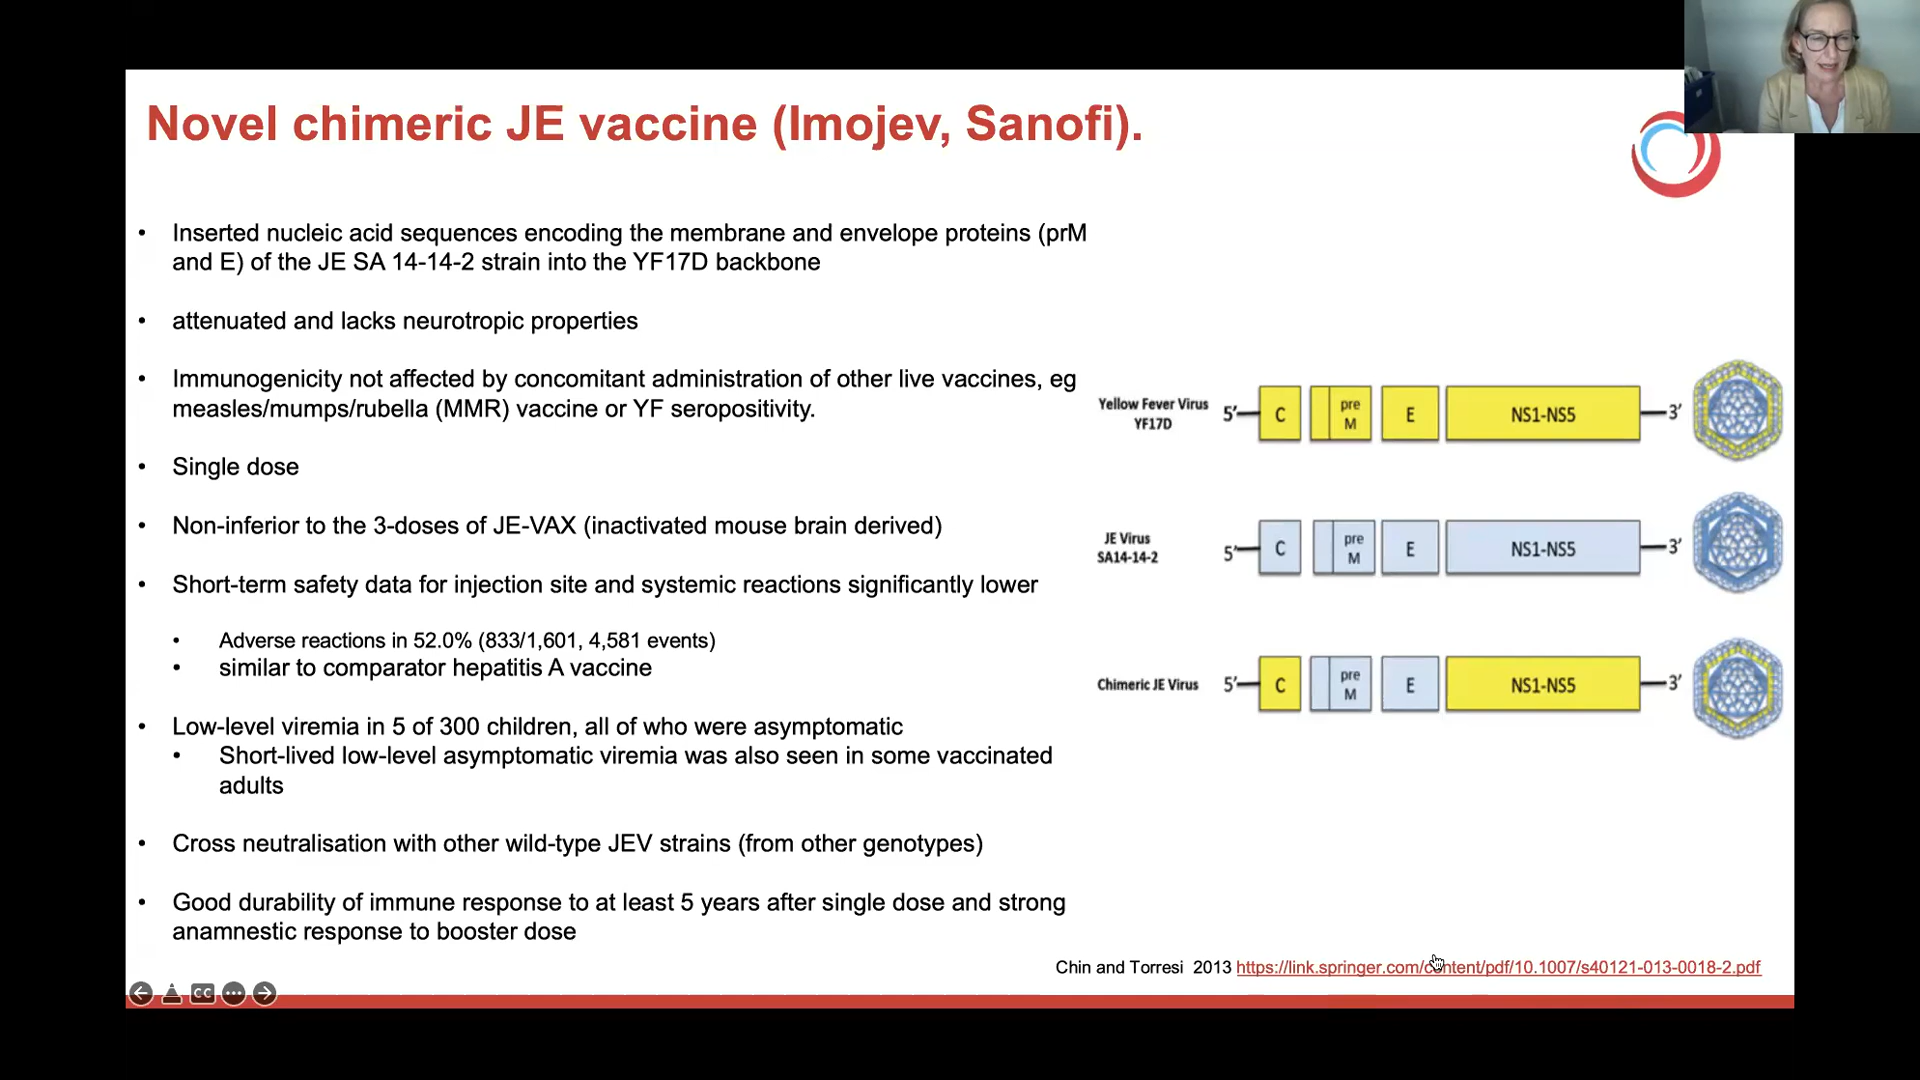 Novel chimeric JE vaccine (Imojev, Sanofi).
• Inserted nucleic acid sequences encoding the membrane and envelope proteins (prM
and E) of the JE SA 14-14-2 strain into the YF17D backbone
• attenuated and lacks neurotropic properties
• Immunogenicity not affected by concomitant administration of other live vaccines, eg
measles/mumps/rubella (MMR) vaccine or YF seropositivity.
• Single dose
• Non-inferior to the 3-doses of JE-VAX (inactivated mouse brain derived)
• Short-term safety data for injection site and systemic reactions significantly lower
• Adverse reactions in 52.0% (833/1,601, 4,581 events)
• similar to comparator hepatitis A vaccine
• Low-level viremia in 5 of 300 children, all of who were asymptomatic
• Short-lived low-level asymptomatic viremia was also seen in some vaccinated
adults
• Cross neutralisation with other wild-type JEV strains (from other genotypes)
• Good durability of immune response to at least 5 years after single dose and strong
anamnestic response to booster dose
Yellow Fever Virus
YF17D
5' C pre M E NS1-NS5 3'
JE Virus
SA14-14-2
5' C pre M E NS1-NS5 3'
Chimeric JE Virus
5' C pre M E NS1-NS5 3'
Chin and Torresi 2013 https://link.springer.com/content/pdf/10.1007/s40121-013-0018-2.pdf
CC